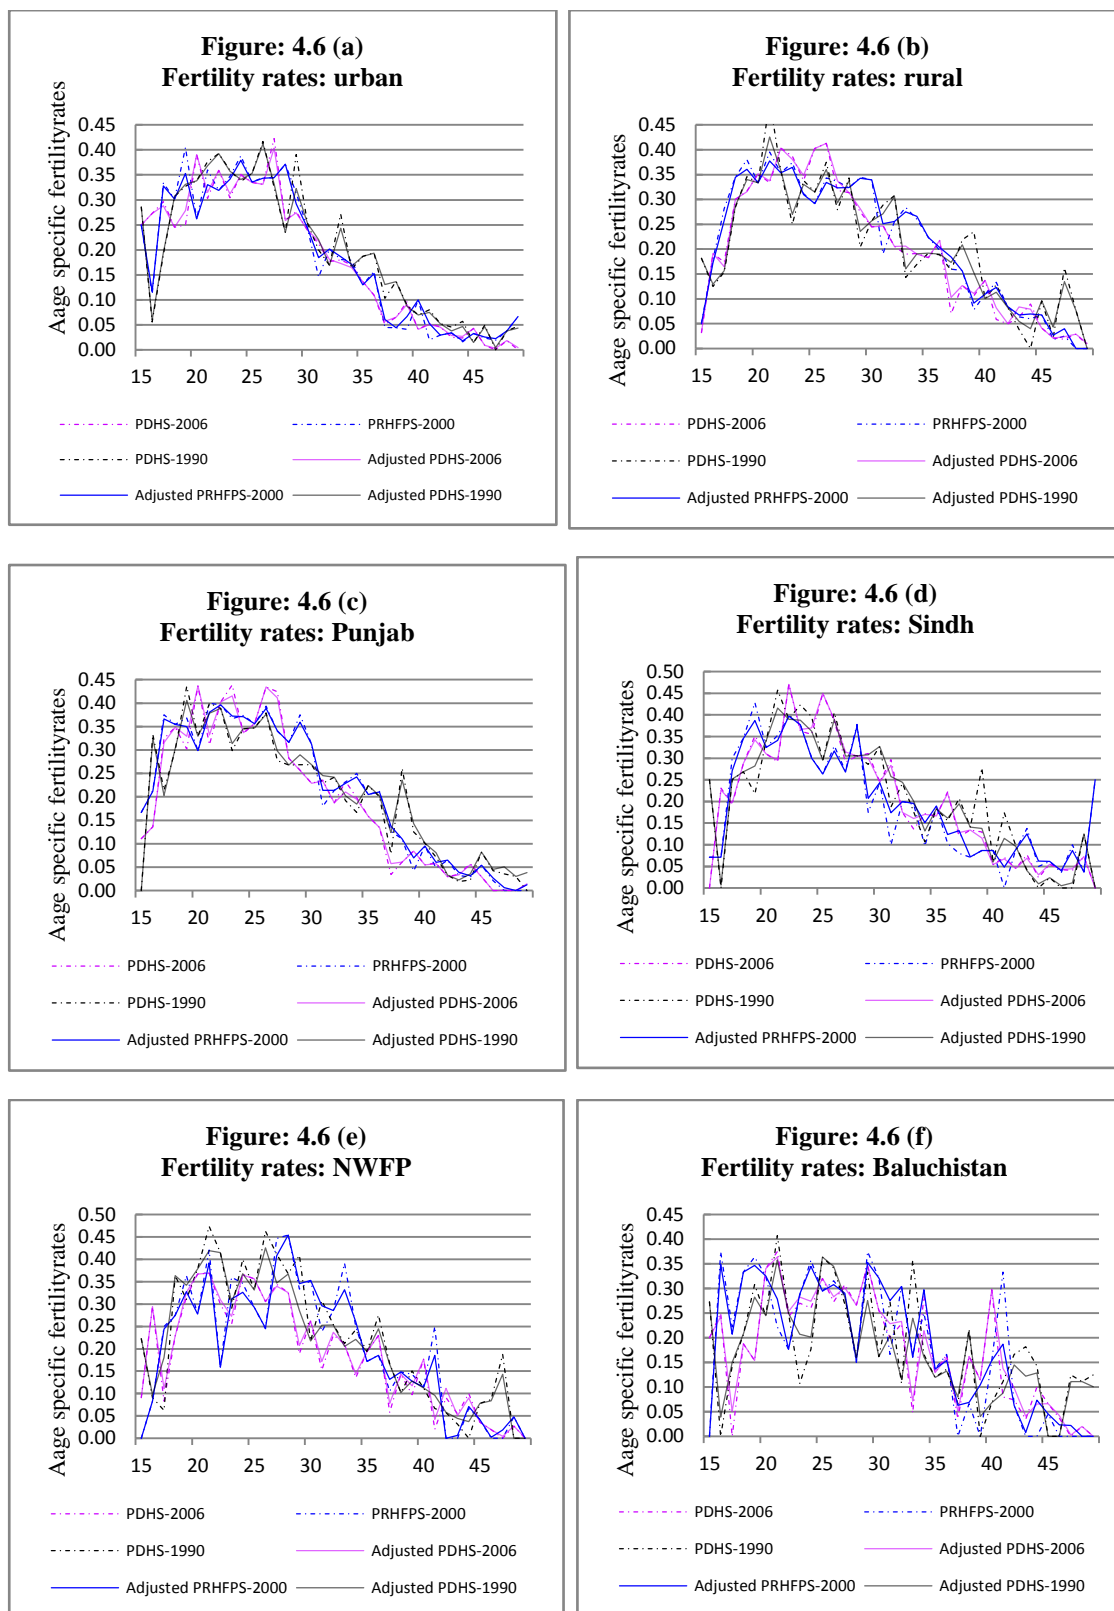 Figure: 4.6 (a)
Fertility rates: urban
Aage specific fertilityrates
0.45
0.40
0.35
0.30
0.25
0.20
0.15
0.10
0.05
0.00
15 20 25 30 35 40 45
PDHS-2006 PRHFPS-2000
PDHS-1990 Adjusted PDHS-2006
Adjusted PRHFPS-2000 Adjusted PDHS-1990
Figure: 4.6 (b)
Fertility rates: rural
Aage specific fertilityrates
0.45
0.40
0.35
0.30
0.25
0.20
0.15
0.10
0.05
0.00
15 20 25 30 35 40 45
PDHS-2006 PRHFPS-2000
PDHS-1990 Adjusted PDHS-2006
Adjusted PRHFPS-2000 Adjusted PDHS-1990
Figure: 4.6 (c)
Fertility rates: Punjab
Aage specific fertilityrates
0.45
0.40
0.35
0.30
0.25
0.20
0.15
0.10
0.05
0.00
15 20 25 30 35 40 45
PDHS-2006 PRHFPS-2000
PDHS-1990 Adjusted PDHS-2006
Adjusted PRHFPS-2000 Adjusted PDHS-1990
Figure: 4.6 (d)
Fertility rates: Sindh
Aage specific fertilityrates
0.50
0.45
0.40
0.35
0.30
0.25
0.20
0.15
0.10
0.05
0.00
15 20 25 30 35 40 45
PDHS-2006 PRHFPS-2000
PDHS-1990 Adjusted PDHS-2006
Adjusted PRHFPS-2000 Adjusted PDHS-1990
Figure: 4.6 (e)
Fertility rates: NWFP
Aage specific fertilityrates
0.50
0.45
0.40
0.35
0.30
0.25
0.20
0.15
0.10
0.05
0.00
15 20 25 30 35 40 45
PDHS-2006 PRHFPS-2000
PDHS-1990 Adjusted PDHS-2006
Adjusted PRHFPS-2000 Adjusted PDHS-1990
Figure: 4.6 (f)
Fertility rates: Baluchistan
Aage specific fertilityrates
0.45
0.40
0.35
0.30
0.25
0.20
0.15
0.10
0.05
0.00
15 20 25 30 35 40 45
PDHS-2006 PRHFPS-2000
PDHS-1990 Adjusted PDHS-2006
Adjusted PRHFPS-2000 Adjusted PDHS-1990